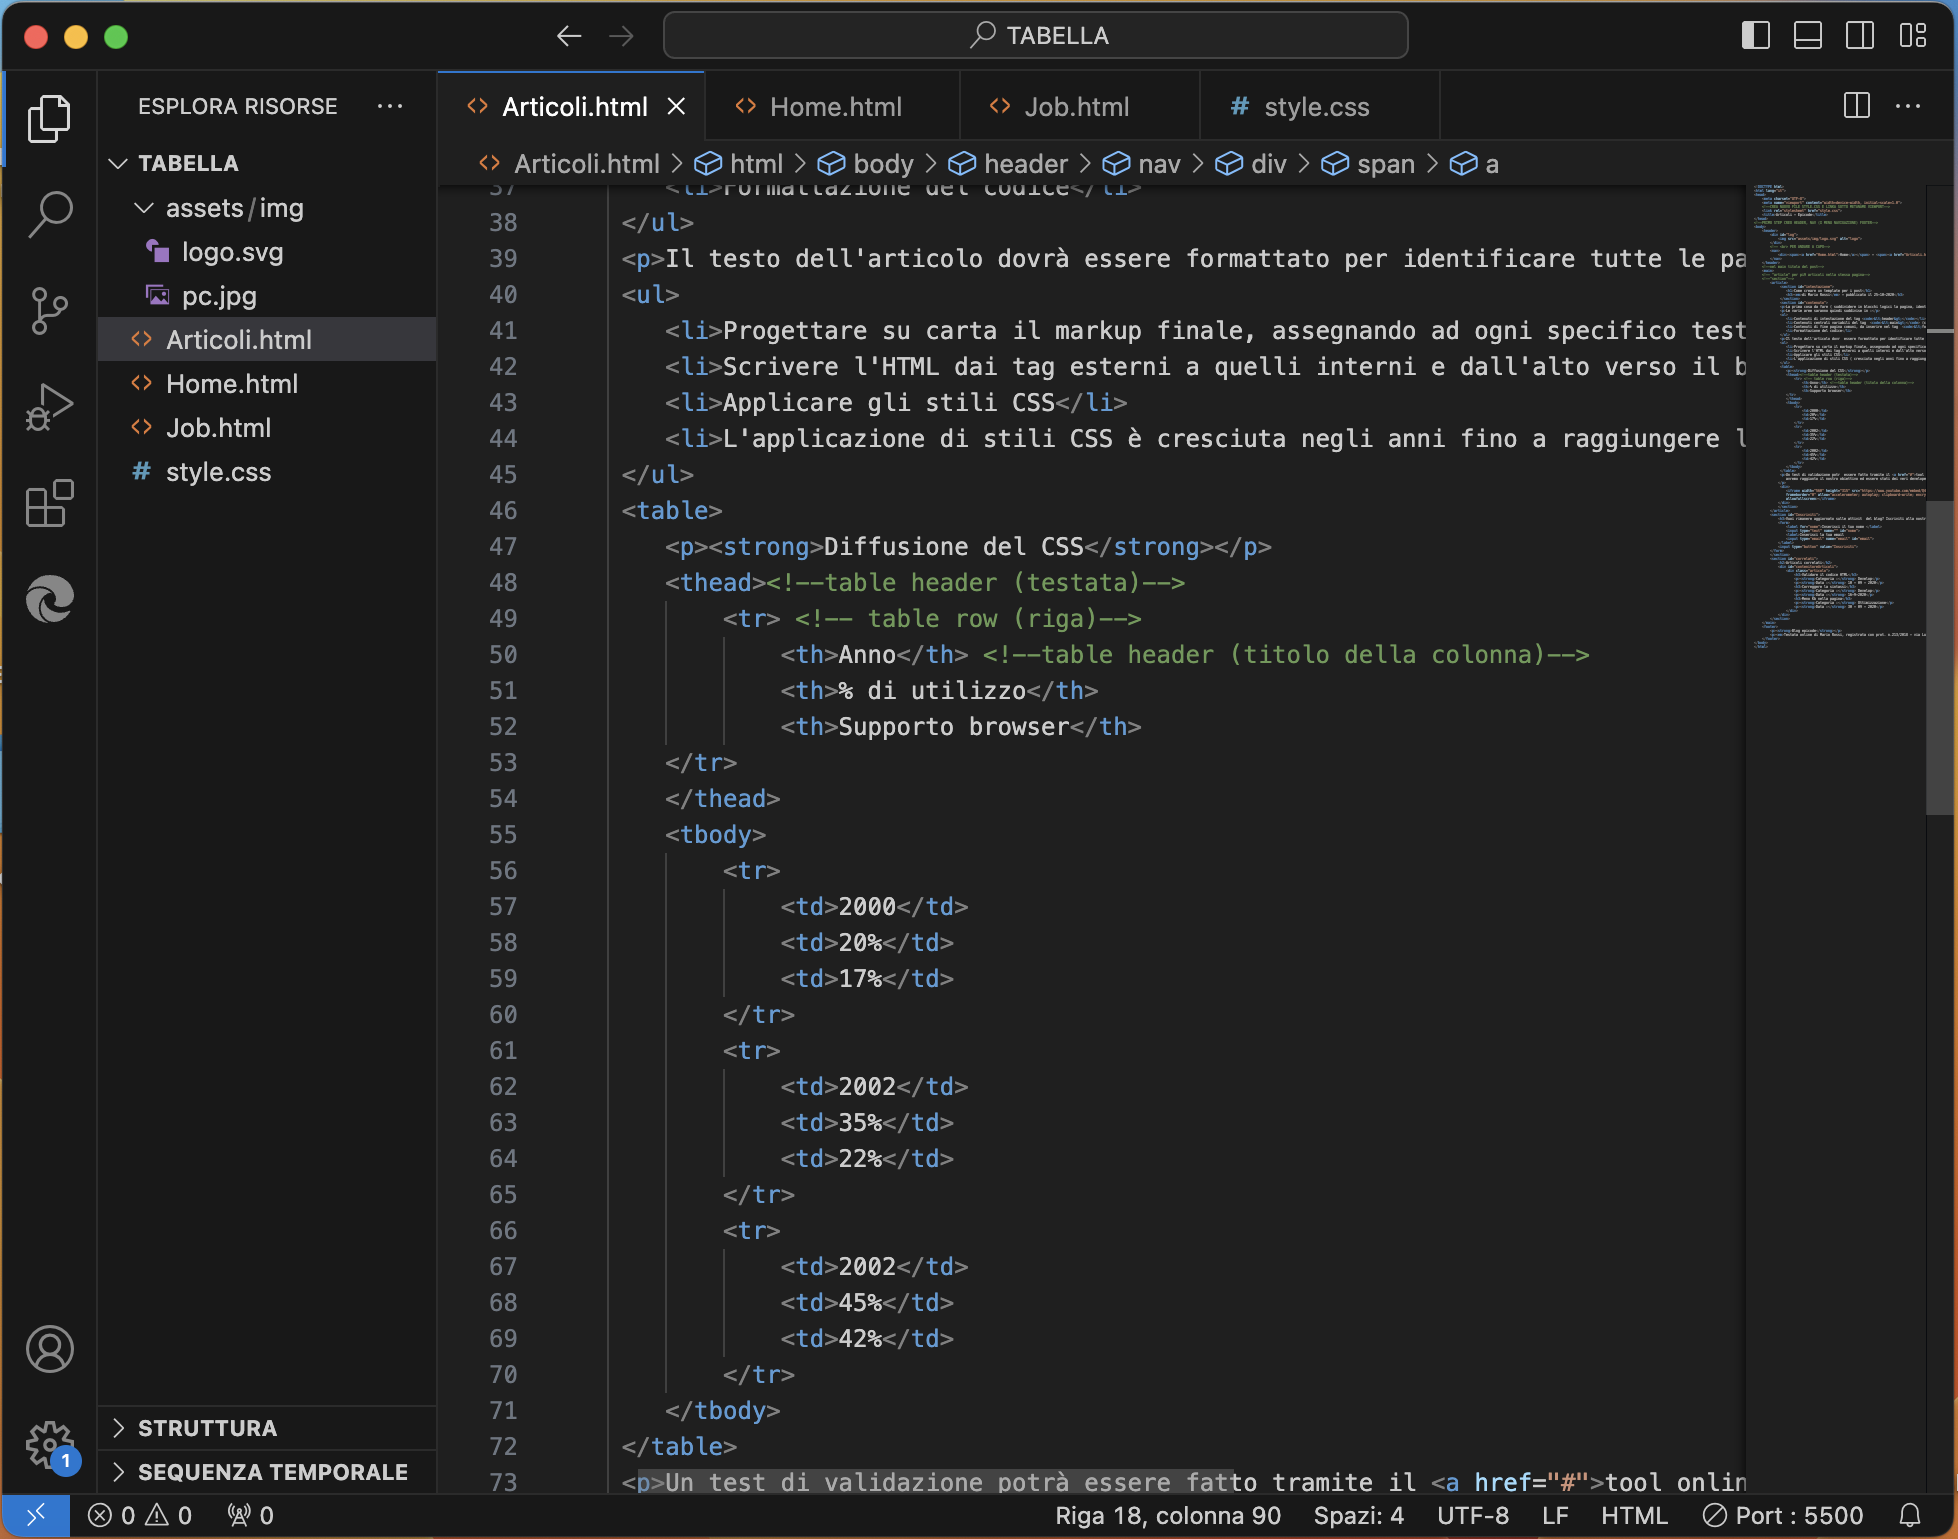 TABELLA
ESPLORA RISORSE
TABELLA
assets/img
logo.svg
pc.jpg
Articoli.html
Home.html
Job.html
style.css
STRUTTURA
SEQUENZA TEMPORALE
1
Articoli.html Home.html Job.html # style.css
Articoli.html > html > body > header > nav > div > span > a
37 <li>Formattazione del codice</li>
38 </ul>
39 <p>Il testo dell'articolo dovrà essere formattato per identificare tutte le pa
40 <ul>
41 <li>Progettare su carta il markup finale, assegnando ad ogni specifico test
42 <li>Scrivere l'HTML dai tag esterni a quelli interni e dall'alto verso il b
43 <li>Applicare gli stili CSS</li>
44 <li>L'applicazione di stili CSS è cresciuta negli anni fino a raggiungere l
45 </ul>
46 <table>
47 <p><strong>Diffusione del CSS</strong></p>
48 <thead><!--table header (testata)-->
49 <tr> <!-- table row (riga)-->
50 <th>Anno</th> <!--table header (titolo della colonna)-->
51 <th>% di utilizzo</th>
52 <th>Supporto browser</th>
53 </tr>
54 </thead>
55 <tbody>
56 <tr>
57 <td>2000</td>
58 <td>20%</td>
59 <td>17%</td>
60 </tr>
61 <tr>
62 <td>2002</td>
63 <td>35%</td>
64 <td>22%</td>
65 </tr>
66 <tr>
67 <td>2002</td>
68 <td>45%</td>
69 <td>42%</td>
70 </tr>
71 </tbody>
72 </table>
73 <p>Un test di validazione potrà essere fatto tramite il <a href="#">tool onlin
0 0 0 Riga 18, colonna 90 Spazi: 4 UTF-8 LF HTML Port : 5500